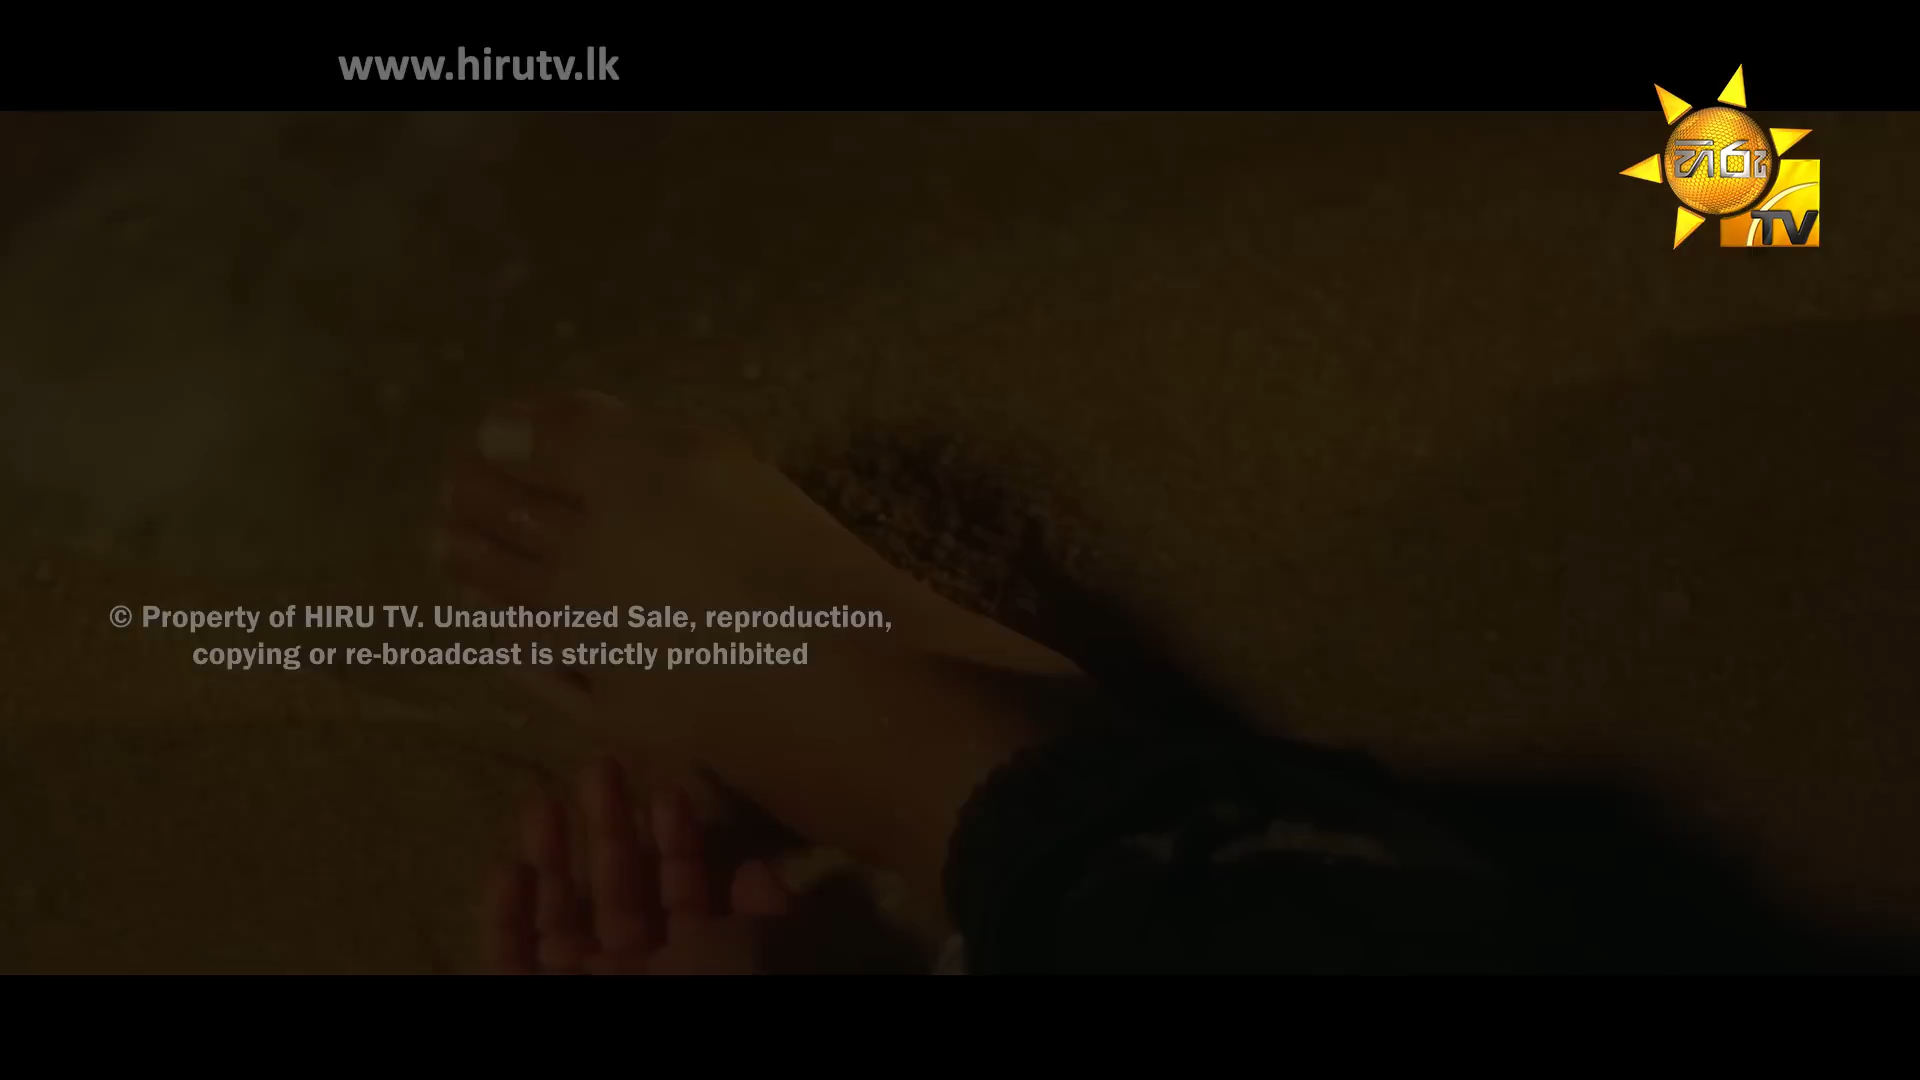 www.hirutv.lk
හිරු
TV
© Property of HIRU TV. Unauthorized Sale, reproduction,
copying or re-broadcast is strictly prohibited